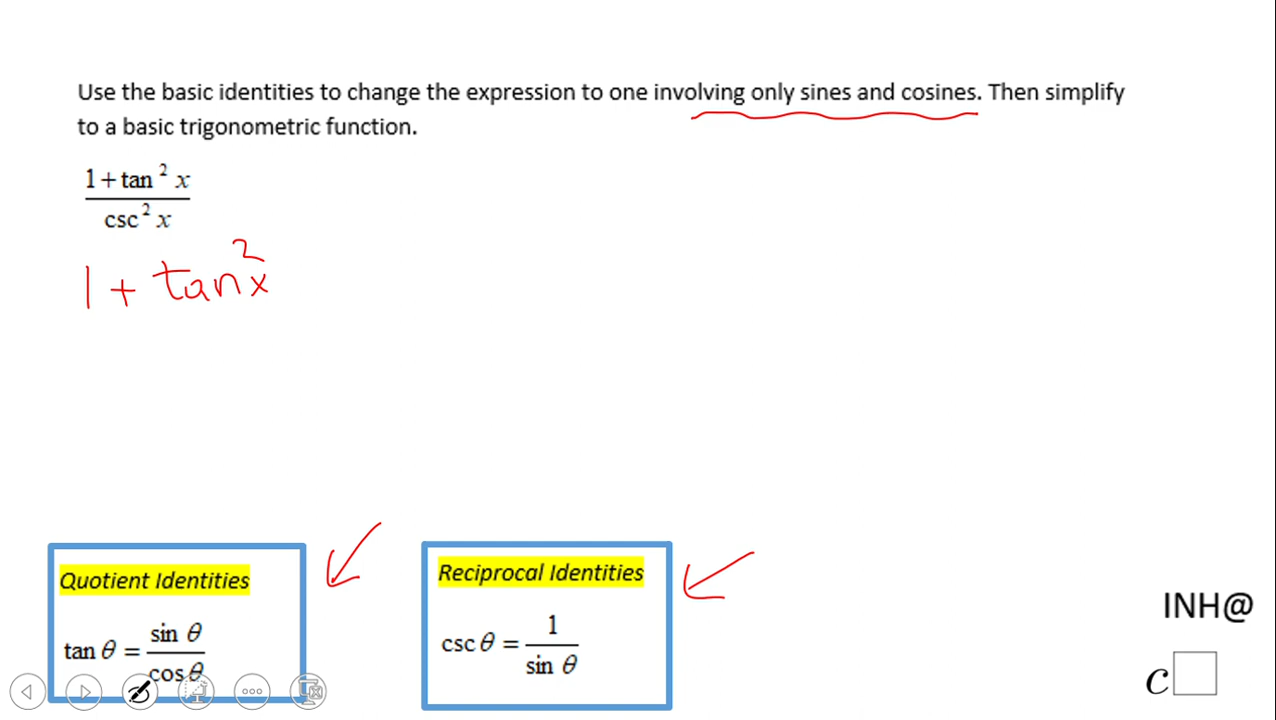 Use the basic identities to change the expression to one involving only sines and cosines. Then simplify
to a basic trigonometric function.
1+tan² x
csc² x
1 + tan²x
Quotient Identities
tan θ = sin θ / cos θ
Reciprocal Identities
csc θ = 1 / sin θ
INH@
c